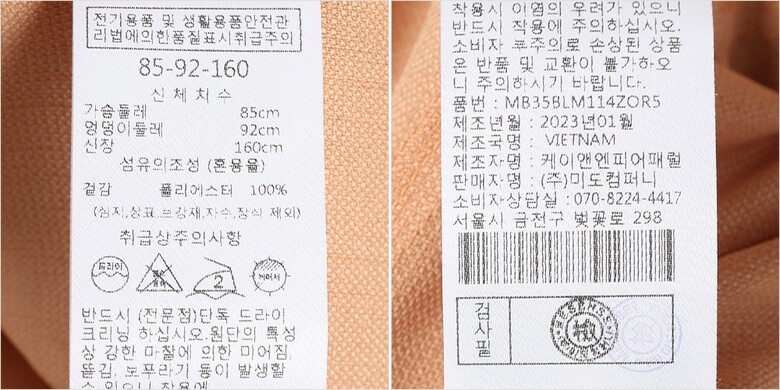 전기용품 및 생활용품안전관
리법에의한품질표시취급주의
85-92-160
신 체 치 수
가슴둘레 85cm
엉덩이둘레 92cm
신장 160cm
섬유의조성 (혼용율)
겉감 폴리에스터 100%
(심지,상표,보강재,자수,장식 제외)
취급상주의사항
드라이
2
반드시 (전문점)단독 드라이
크리닝 하십시오.원단의 특성
상 강한 마찰에 의한 미어짐,
뜯김, 보푸라기 등이 발생할
수 있으니 착용에
착용시 이염의 우려가 있으니
반드시 착용에 주의하십시오.
소비자 부주의로 손상된 상품
은 반품 및 교환이 불가하오
니 주의하시기 바랍니다.
품번 : MB35BLM114ZOR5
제조년월 : 2023년01월
제조국명 : VIETNAM
제조자명 : 케이앤엔피어패럴
판매자명 : (주)미도컴퍼니
소비자상담실 : 070-8224-4417
서울시 금천구 벚꽃로 298
검사필